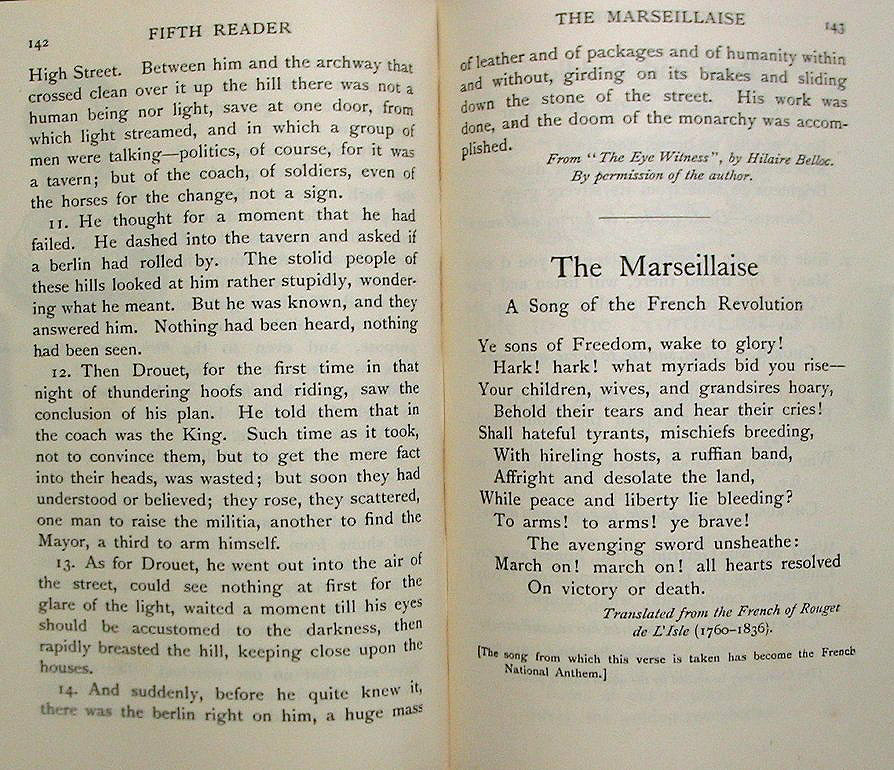 142
FIFTH READER
High Street. Between him and the archway that
crossed clean over it up the hill there was not a
human being nor light, save at one door, from
which light streamed, and in which a group of
men were talking—politics, of course, for it was
a tavern; but of the coach, of soldiers, even of
the horses for the change, not a sign.
11. He thought for a moment that he had
failed. He dashed into the tavern and asked if
a berlin had rolled by. The stolid people of
these hills looked at him rather stupidly, wonder-
ing what he meant. But he was known, and they
answered him. Nothing had been heard, nothing
had been seen.
12. Then Drouet, for the first time in that
night of thundering hoofs and riding, saw the
conclusion of his plan. He told them that in
the coach was the King. Such time as it took,
not to convince them, but to get the mere fact
into their heads, was wasted; but soon they had
understood or believed; they rose, they scattered,
one man to raise the militia, another to find the
Mayor, a third to arm himself.
13. As for Drouet, he went out into the air of
the street, could see nothing at first for the
glare of the light, waited a moment till his eyes
should be accustomed to the darkness, then
rapidly breasted the hill, keeping close upon the
houses.
14. And suddenly, before he quite knew it,
there was the berlin right on him, a huge mass
THE MARSEILLAISE
143
of leather and of packages and of humanity within
and without, girding on its brakes and sliding
down the stone of the street. His work was
done, and the doom of the monarchy was accom-
plished.
From "The Eye Witness", by Hilaire Belloc.
By permission of the author.
The Marseillaise
A Song of the French Revolution
Ye sons of Freedom, wake to glory!
Hark! hark! what myriads bid you rise—
Your children, wives, and grandsires hoary,
Behold their tears and hear their cries!
Shall hateful tyrants, mischiefs breeding,
With hireling hosts, a ruffian band,
Affright and desolate the land,
While peace and liberty lie bleeding?
To arms! to arms! ye brave!
The avenging sword unsheathe:
March on! march on! all hearts resolved
On victory or death.
Translated from the French of Rouget
de L'Isle (1760-1836).
[The song from which this verse is taken has become the French
National Anthem.]